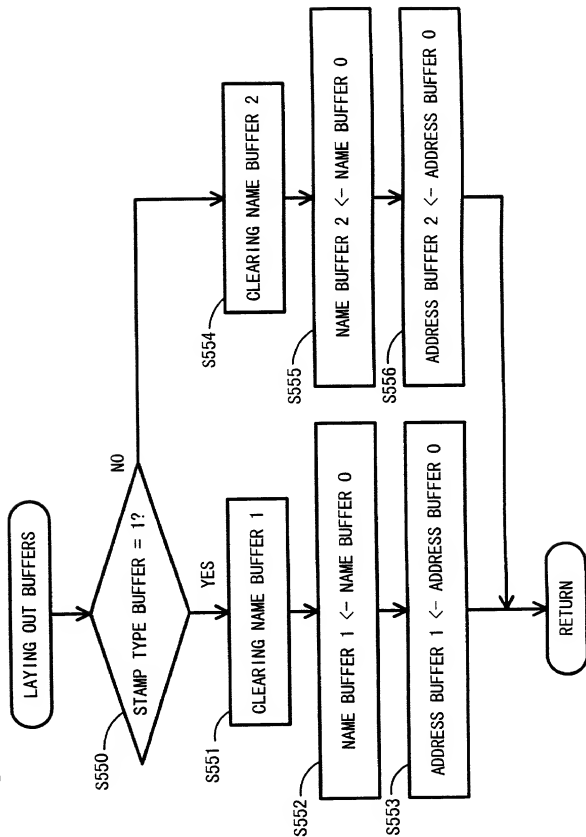 LAYING OUT BUFFERS
S550
STAMP TYPE BUFFER = 1?
NO
YES
S551
CLEARING NAME BUFFER 1
S552
NAME BUFFER 1 <- NAME BUFFER 0
S553
ADDRESS BUFFER 1 <- ADDRESS BUFFER 0
S554
CLEARING NAME BUFFER 2
S555
NAME BUFFER 2 <- NAME BUFFER 0
S556
ADDRESS BUFFER 2 <- ADDRESS BUFFER 0
RETURN